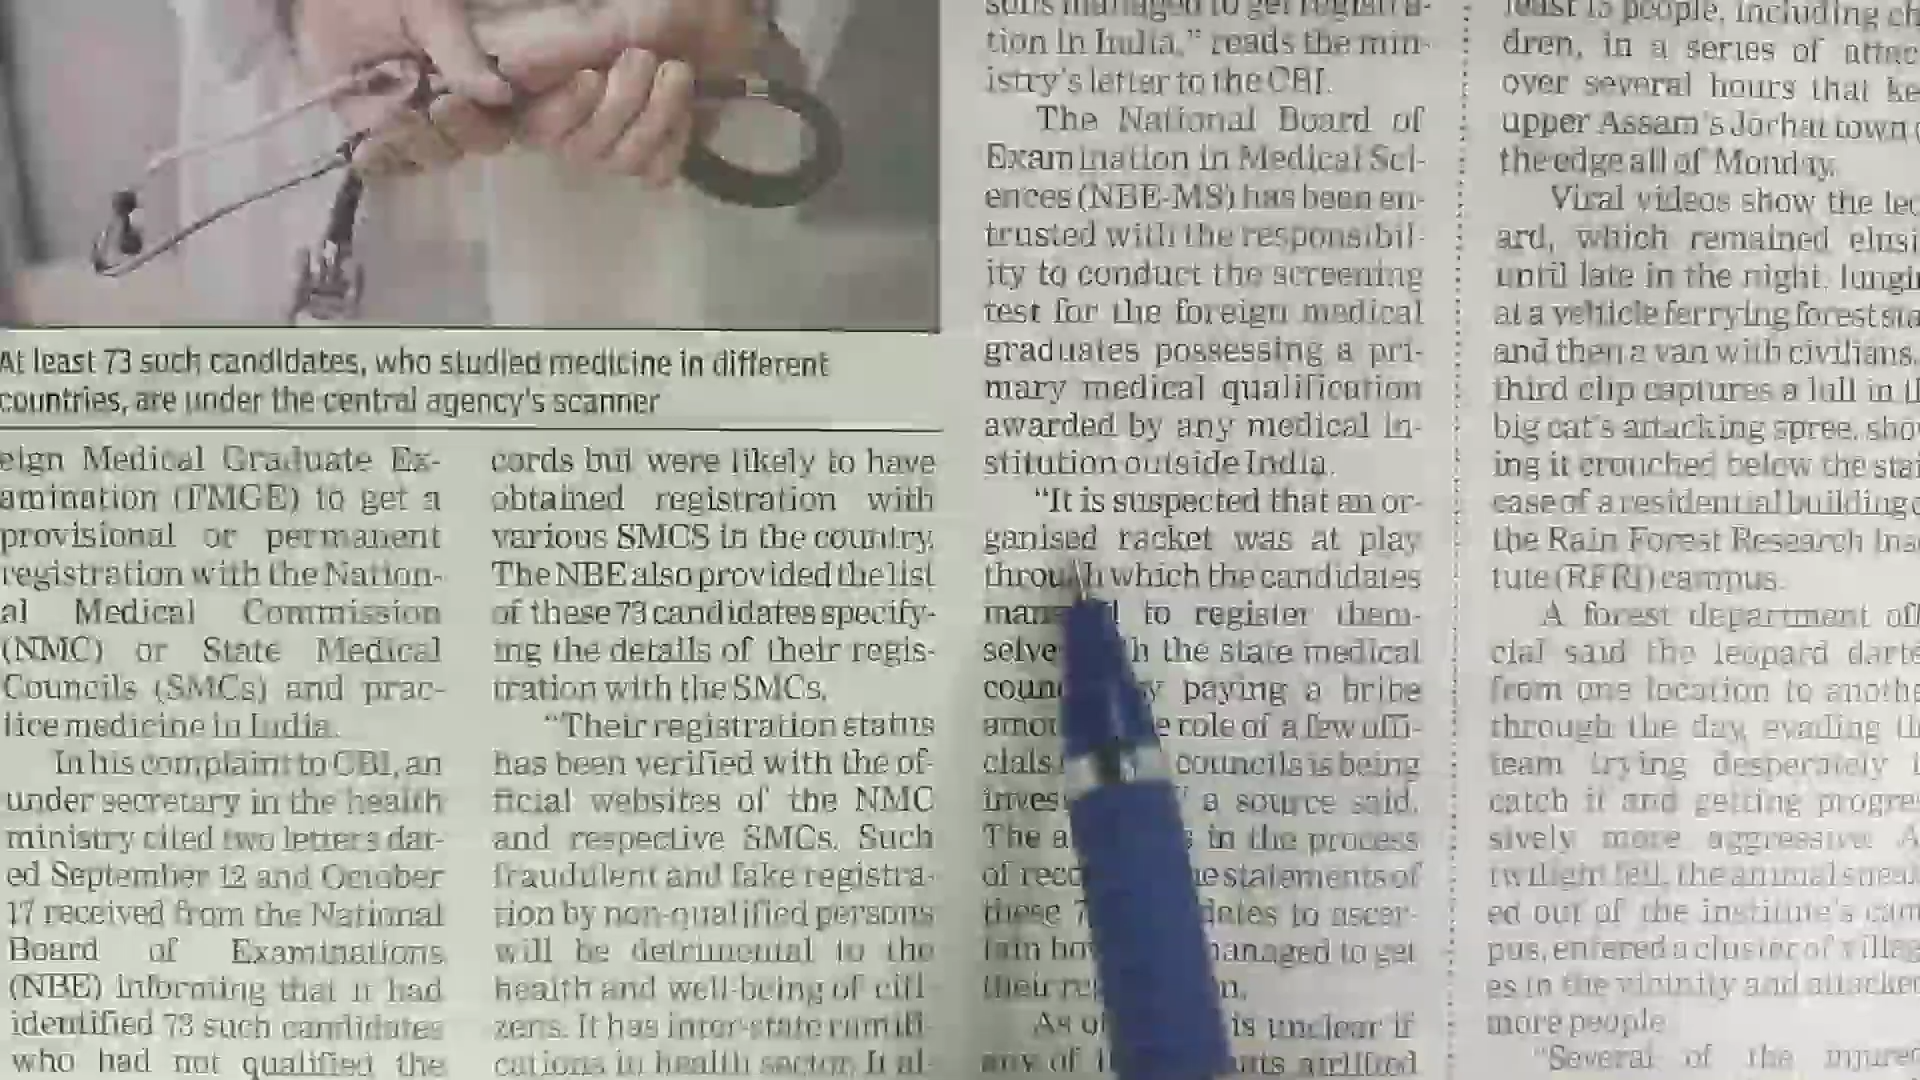 At least 73 such candidates, who studied medicine in different
countries, are under the central agency's scanner
eign Medical Graduate Ex-
amination (FMGE) to get a
provisional or permanent
registration with the Nation-
al Medical Commission
(NMC) or State Medical
Councils (SMCs) and prac-
tice medicine in India.
In his complaint to CBI, an
under secretary in the health
ministry cited two letters dat-
ed September 12 and October
17 received from the National
Board of Examinations
(NBE) informing that it had
identified 73 such candidates
who had not qualified the
cords but were likely to have
obtained registration with
various SMCS in the country.
The NBE also provided the list
of these 73 candidates specify-
ing the details of their regis-
tration with the SMCs.
"Their registration status
has been verified with the of-
ficial websites of the NMC
and respective SMCs. Such
fraudulent and fake registra-
tion by non-qualified persons
will be detrimental to the
health and well-being of citi-
zens. It has inter-state ramifi-
cations in health sector. It al-
sons managed to get registra-
tion in India," reads the min-
istry's letter to the CBI.
The National Board of
Examination in Medical Sci-
ences (NBE-MS) has been en-
trusted with the responsibil-
ity to conduct the screening
test for the foreign medical
graduates possessing a pri-
mary medical qualification
awarded by any medical in-
stitution outside India.
"It is suspected that an or-
ganised racket was at play
through which the candidates
to register them-
the state medical
paying a bribe
role of a few offi-
councils is being
a source said.
The in the process
of statements of
these to ascer-
tain managed to get
their
As is unclear if
any of airlifted
least 15 people, including
dren, in a series of
over several hours that
upper Assam's Jorhat town
the edge all of Monday.
Viral videos show the
ard, which remained
until late in the night,
at a vehicle ferrying forest
and then a van with civilians.
third clip captures a lull in
big cat's attacking spree,
ing it crouched below the
case of a residential building
the Rain Forest Research
tute (RFRI) campus.
A forest department
cial said the leopard
from one location to
through the day, evading
team trying desperately
catch it and getting
sively more aggressive.
twilight fell, the animal
ed out of the institute's
pus, entered a cluster of
es in the vicinity and
more people.
"Several of the